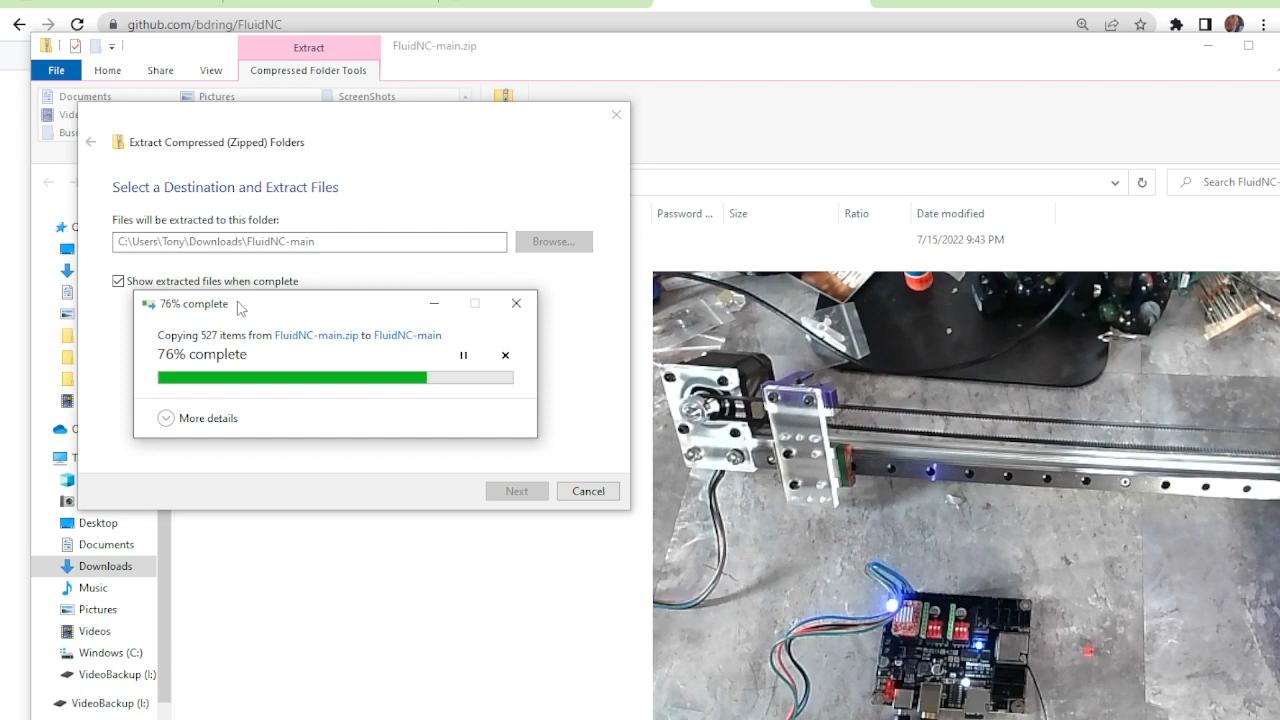 github.com/bdring/FluidNC
Extract
FluidNC-main.zip
File
Home
Share
View
Compressed Folder Tools
Documents
Pictures
ScreenShots
Extract Compressed (Zipped) Folders
Select a Destination and Extract Files
Files will be extracted to this folder:
C:\Users\Tony\Downloads\FluidNC-main
Browse...
Show extracted files when complete
76% complete
Copying 527 items from FluidNC-main.zip to FluidNC-main
76% complete
More details
Next
Cancel
Search FluidNC-
Password ...
Size
Ratio
Date modified
7/15/2022 9:43 PM
Desktop
Documents
Downloads
Music
Pictures
Videos
Windows (C:)
VideoBackup (I:)
VideoBackup (I:)